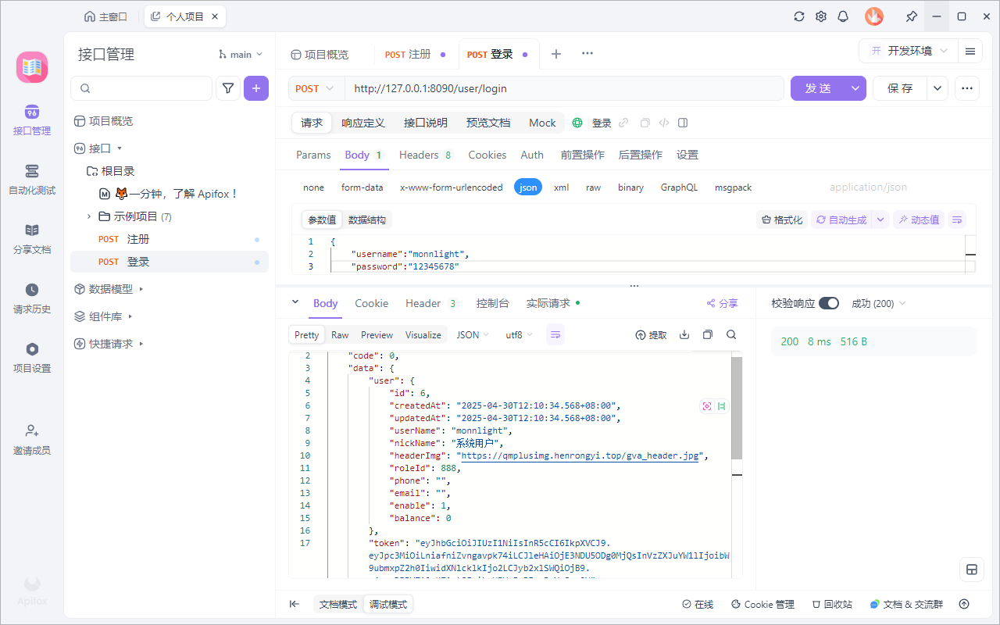 主窗口
个人项目
接口管理
自动化测试
分享文档
请求历史
项目设置
邀请成员
Apifox
接口管理
main
项目概览
接口
根目录
一分钟，了解 Apifox！
示例项目 (7)
POST 注册
POST 登录
数据模型
组件库
快捷请求
项目概览
POST 注册
POST 登录
开 开发环境
POST http://127.0.0.1:8090/user/login
发 送
保 存
请求 响应定义 接口说明 预览文档 Mock 登录
Params Body 1 Headers 8 Cookies Auth 前置操作 后置操作 设置
none form-data x-www-form-urlencoded json xml raw binary GraphQL msgpack application/json
参数值 数据结构 格式化 自动生成 动态值
1 {
2 "username":"monnlight",
3 "password":"12345678"
Body Cookie Header 3 控制台 实际请求 分享
校验响应 成功 (200)
Pretty Raw Preview Visualize JSON utf8 提取
200 8 ms 516 B
2 "code": 0,
3 "data": {
4 "user": {
5 "id": 6,
6 "createdAt": "2025-04-30T12:10:34.568+08:00",
7 "updatedAt": "2025-04-30T12:10:34.568+08:00",
8 "userName": "monnlight",
9 "nickName": "系统用户",
10 "headerImg": "https://qmplusimg.henrongyi.top/gva_header.jpg",
11 "roleId": 888,
12 "phone": "",
13 "email": "",
14 "enable": 1,
15 "balance": 0
16 },
17 "token": "eyJhbGciOiJIUzI1NiIsInR5cCI6IkpXVCJ9.
eyJpc3MiOiLniafniZvngavpk74iLCJleHAiOjE3NDU5ODg0MjQsInVzZXJuYW1lIjoibW
9ubmxpZ2h0IiwidXNlcklkIjo2LCJyb2xlSWQiOjB9.
文档模式 调试模式
在线 Cookie 管理 回收站 文档 & 交流群